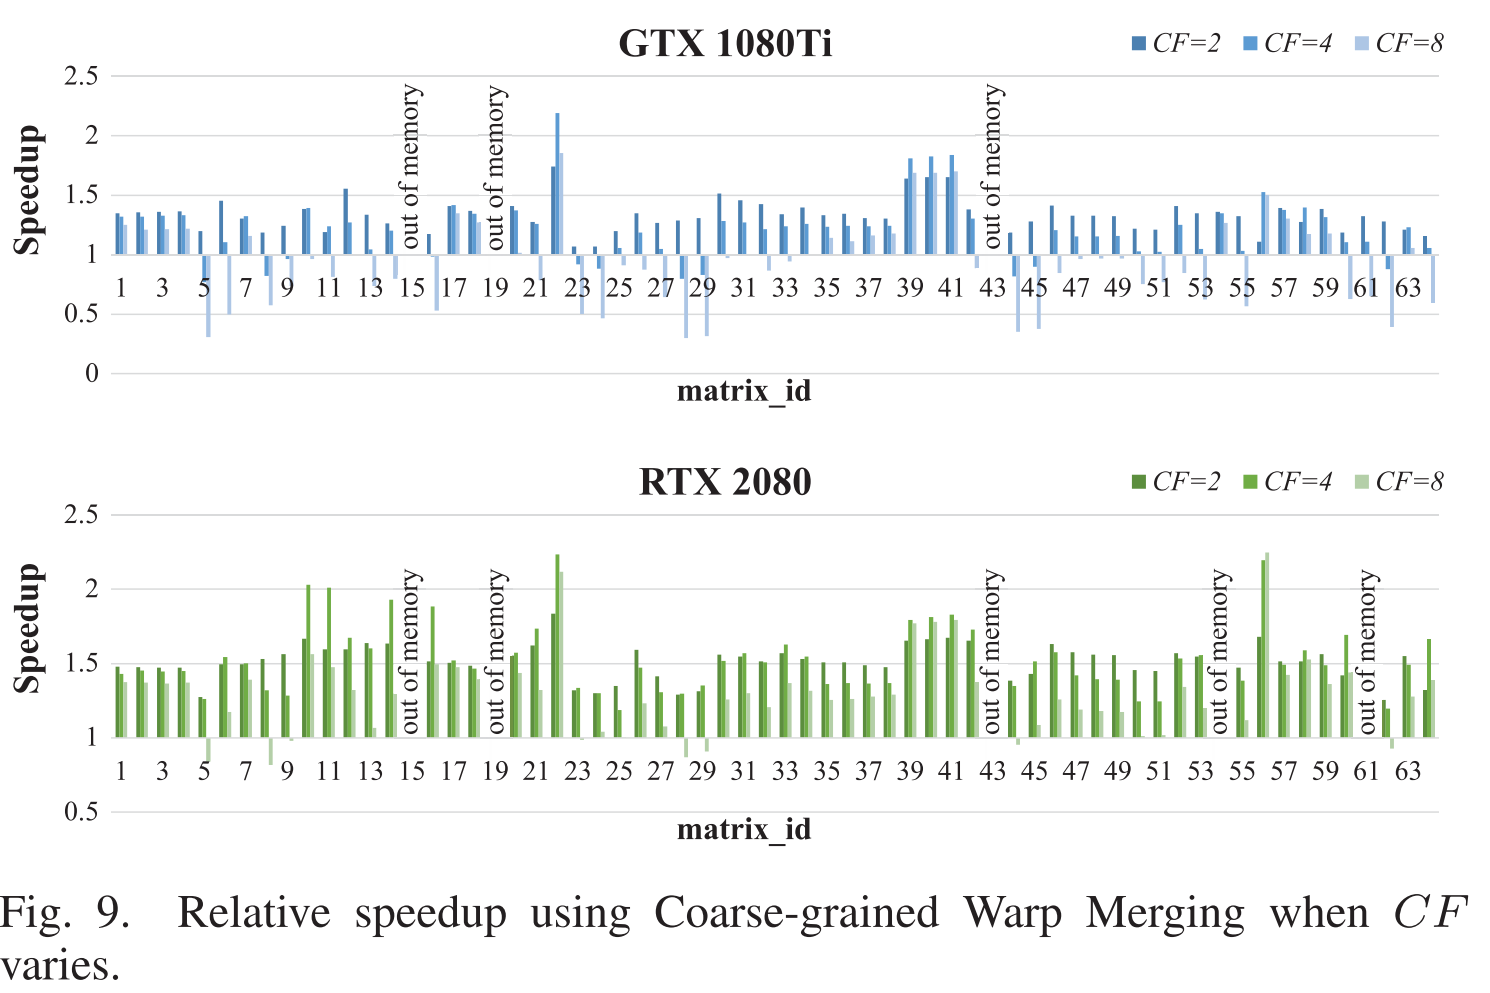 GTX 1080Ti
CF=2 CF=4 CF=8
Speedup
2.5
2
1.5
1
0.5
0
out of memory
out of memory
out of memory
1 3 5 7 9 11 13 15 17 19 21 23 25 27 29 31 33 35 37 39 41 43 45 47 49 51 53 55 57 59 61 63
matrix_id
RTX 2080
CF=2 CF=4 CF=8
Speedup
2.5
2
1.5
1
0.5
out of memory
out of memory
out of memory
out of memory
out of memory
1 3 5 7 9 11 13 15 17 19 21 23 25 27 29 31 33 35 37 39 41 43 45 47 49 51 53 55 57 59 61 63
matrix_id
Fig. 9. Relative speedup using Coarse-grained Warp Merging when CF
varies.